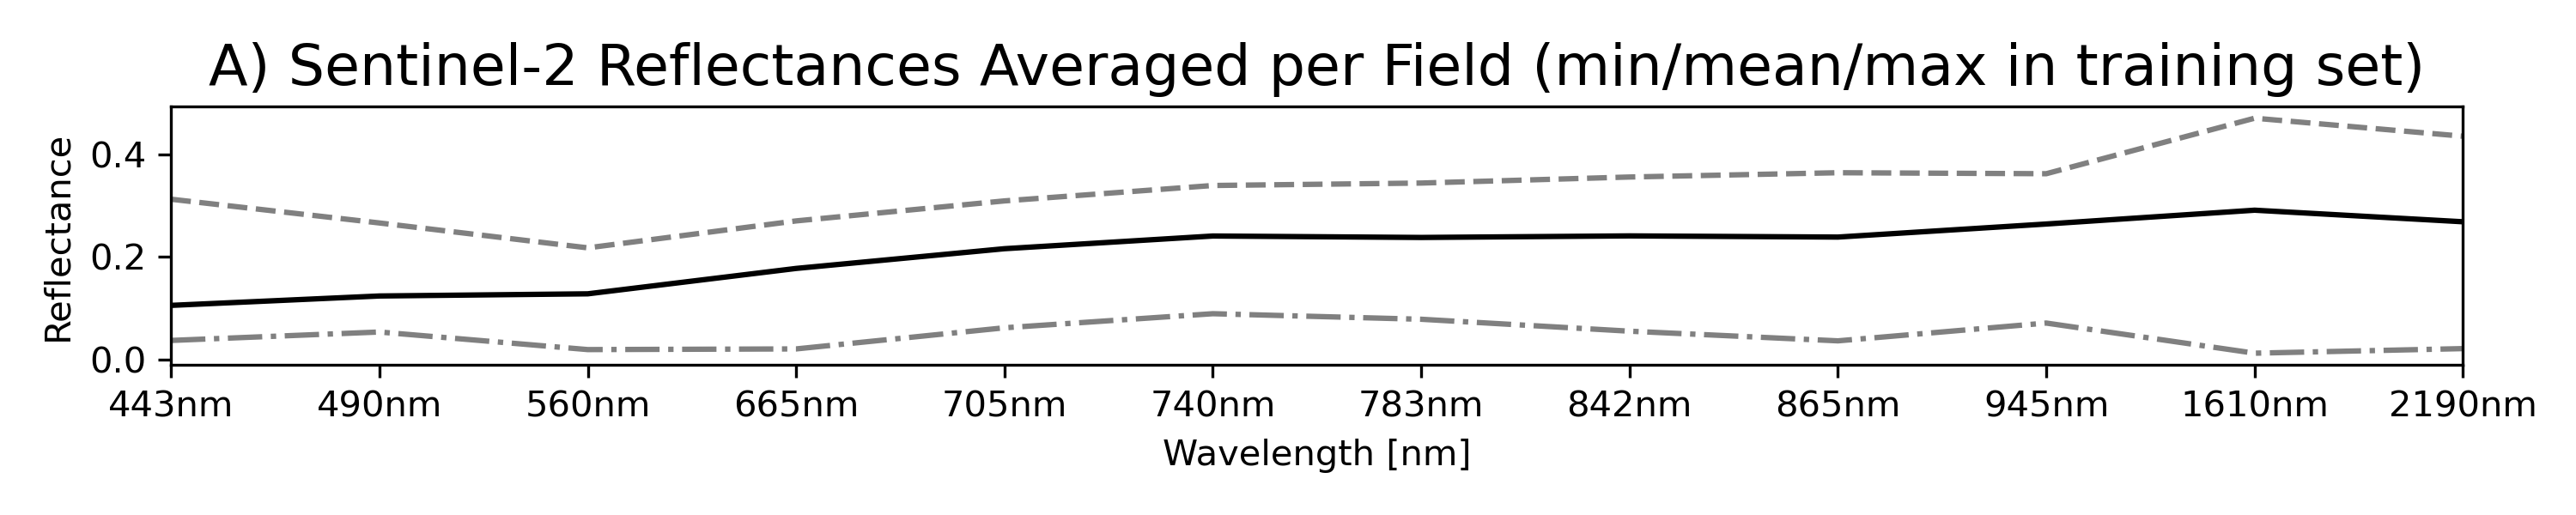 A) Sentinel-2 Reflectances Averaged per Field (min/mean/max in training set)
Reflectance
0.4
0.2
0.0
443nm 490nm 560nm 665nm 705nm 740nm 783nm 842nm 865nm 945nm 1610nm 2190nm
Wavelength [nm]